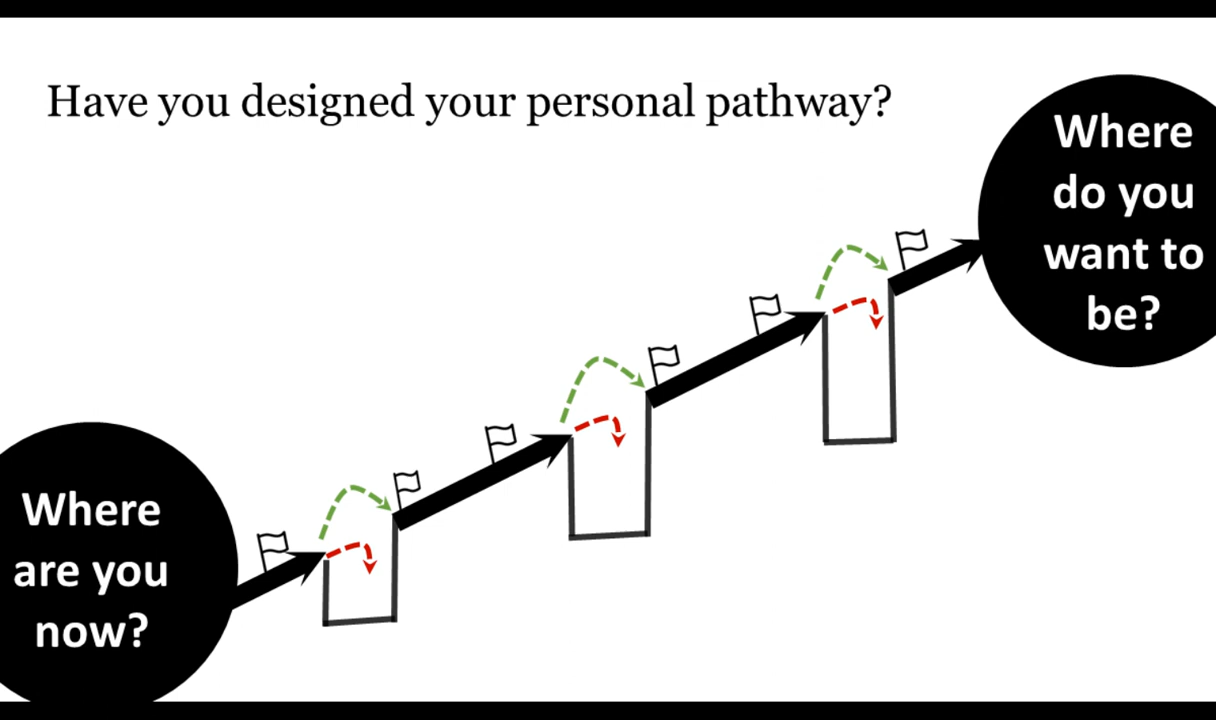 Have you designed your personal pathway?
Where
do you
want to
be?
Where
are you
now?